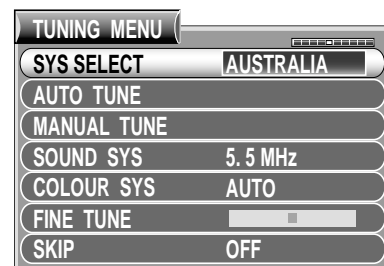 TUNING MENU
SYS SELECT AUSTRALIA
AUTO TUNE
MANUAL TUNE
SOUND SYS 5. 5 MHz
COLOUR SYS AUTO
FINE TUNE
SKIP OFF